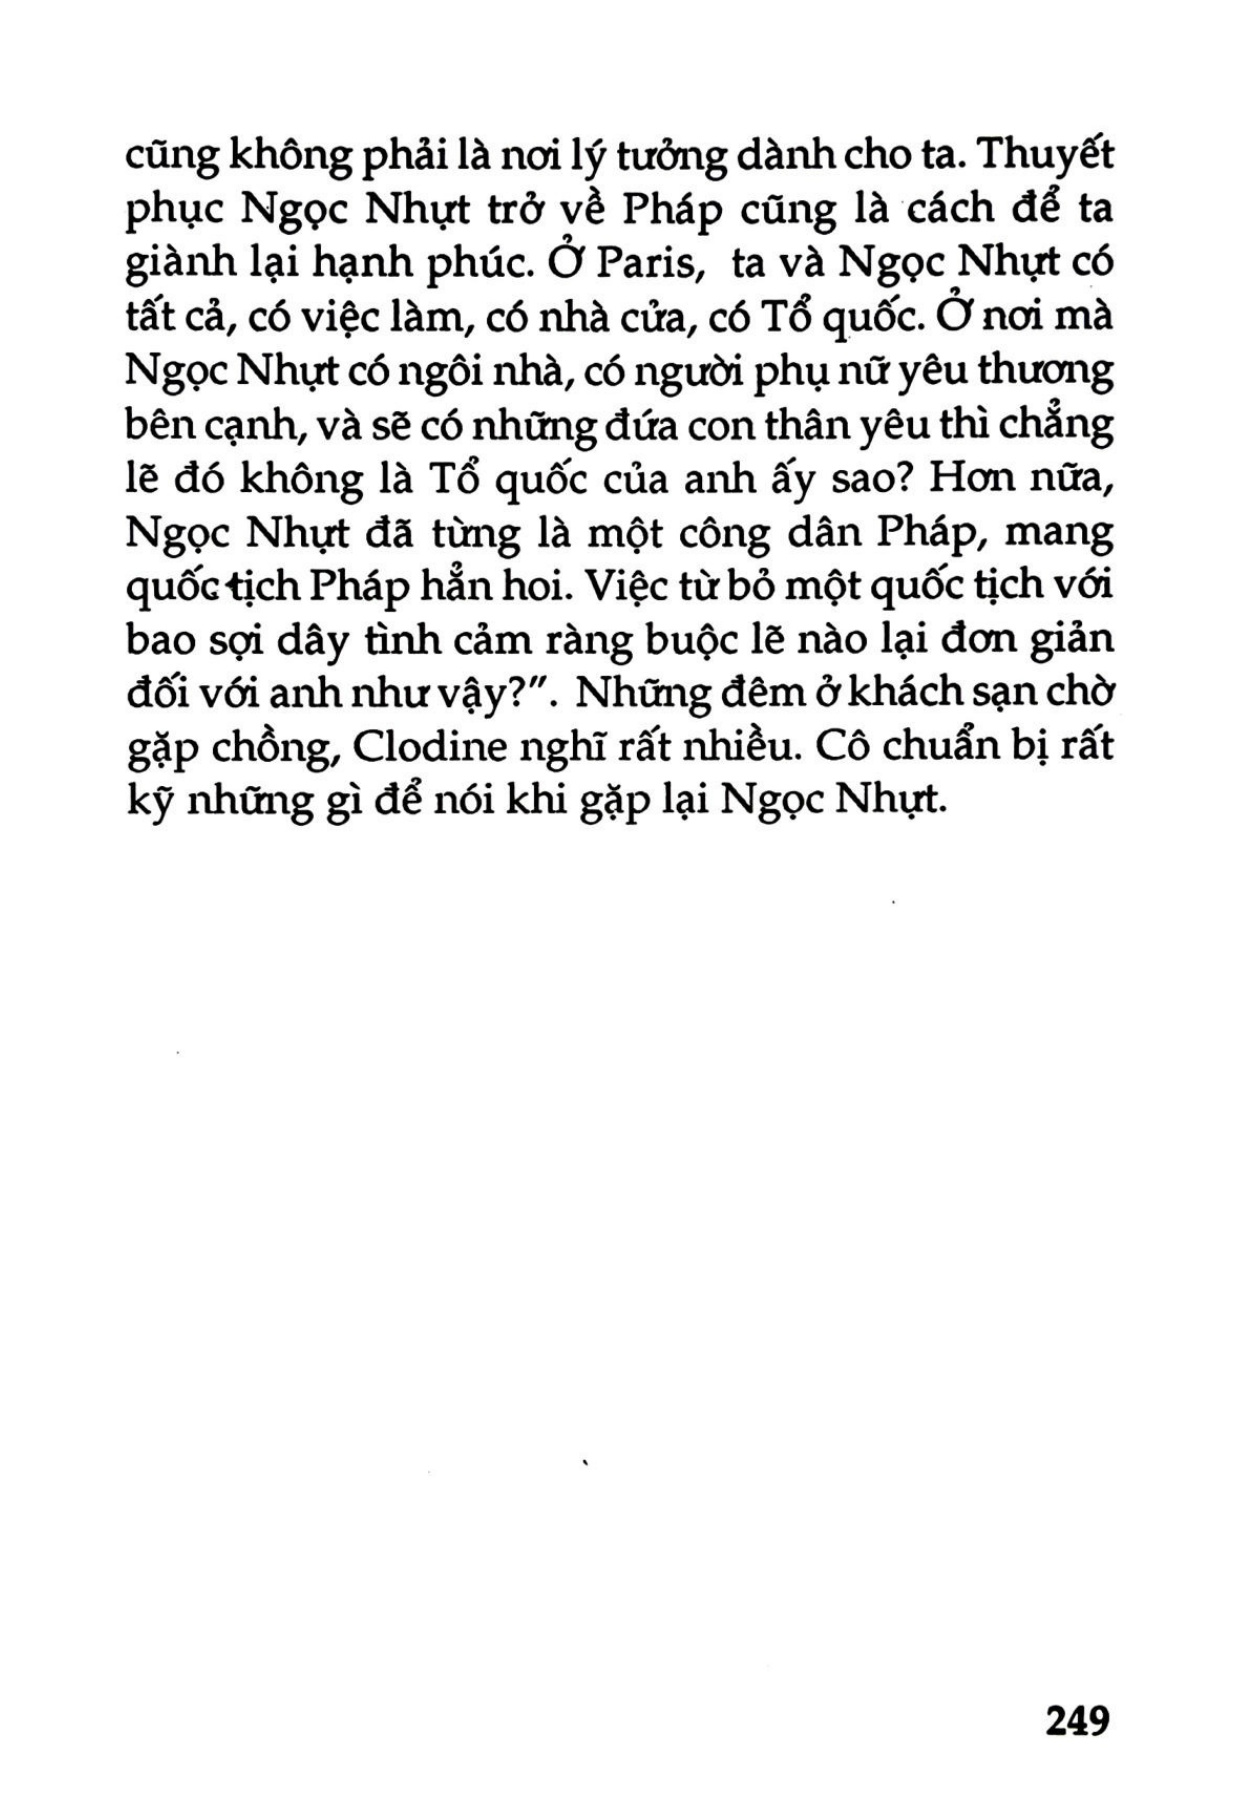 cũng không phải là nơi lý tưởng dành cho ta. Thuyết
phục Ngọc Nhựt trở về Pháp cũng là cách để ta
giành lại hạnh phúc. Ở Paris, ta và Ngọc Nhựt có
tất cả, có việc làm, có nhà cửa, có Tổ quốc. Ở nơi mà
Ngọc Nhựt có ngôi nhà, có người phụ nữ yêu thương
bên cạnh, và sẽ có những đứa con thân yêu thì chẳng
lẽ đó không là Tổ quốc của anh ấy sao? Hơn nữa,
Ngọc Nhựt đã từng là một công dân Pháp, mang
quốc tịch Pháp hẳn hoi. Việc từ bỏ một quốc tịch với
bao sợi dây tình cảm ràng buộc lẽ nào lại đơn giản
đối với anh như vậy?". Những đêm ở khách sạn chờ
gặp chồng, Clodine nghĩ rất nhiều. Cô chuẩn bị rất
kỹ những gì để nói khi gặp lại Ngọc Nhựt.
249